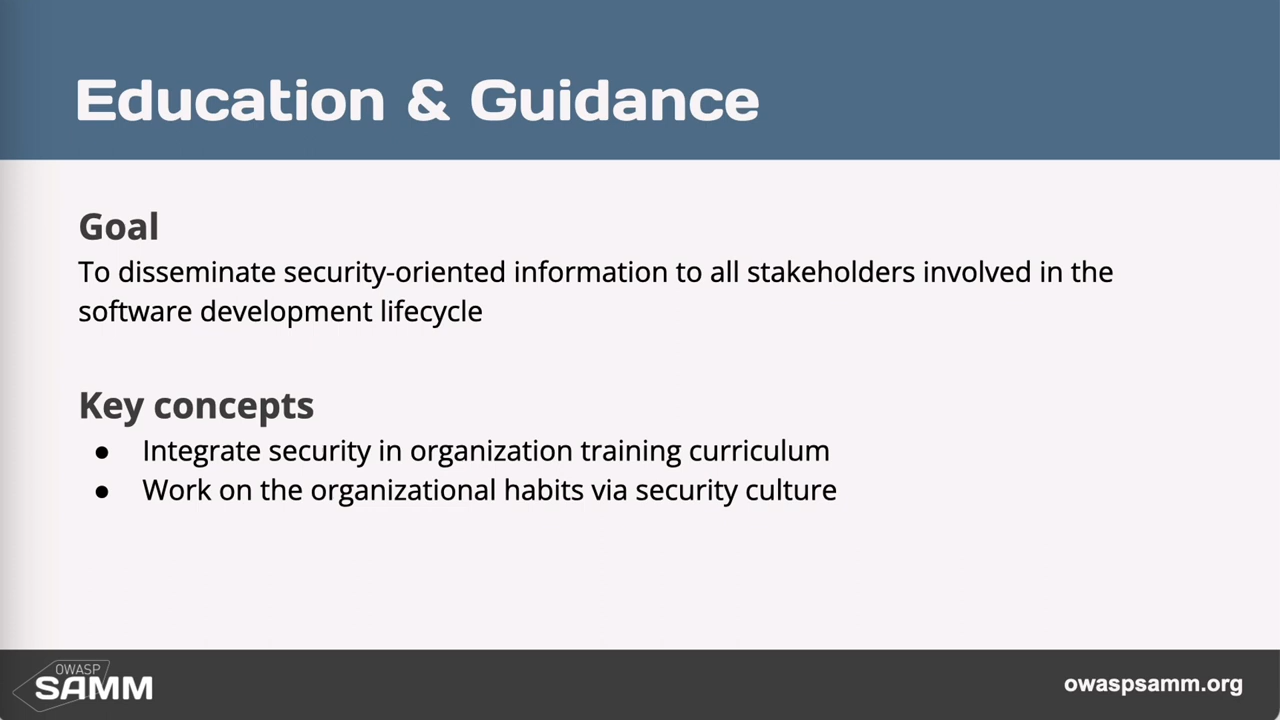 Education & Guidance
Goal
To disseminate security-oriented information to all stakeholders involved in the
software development lifecycle
Key concepts
● Integrate security in organization training curriculum
● Work on the organizational habits via security culture
OWASP
SAMM
owaspsamm.org